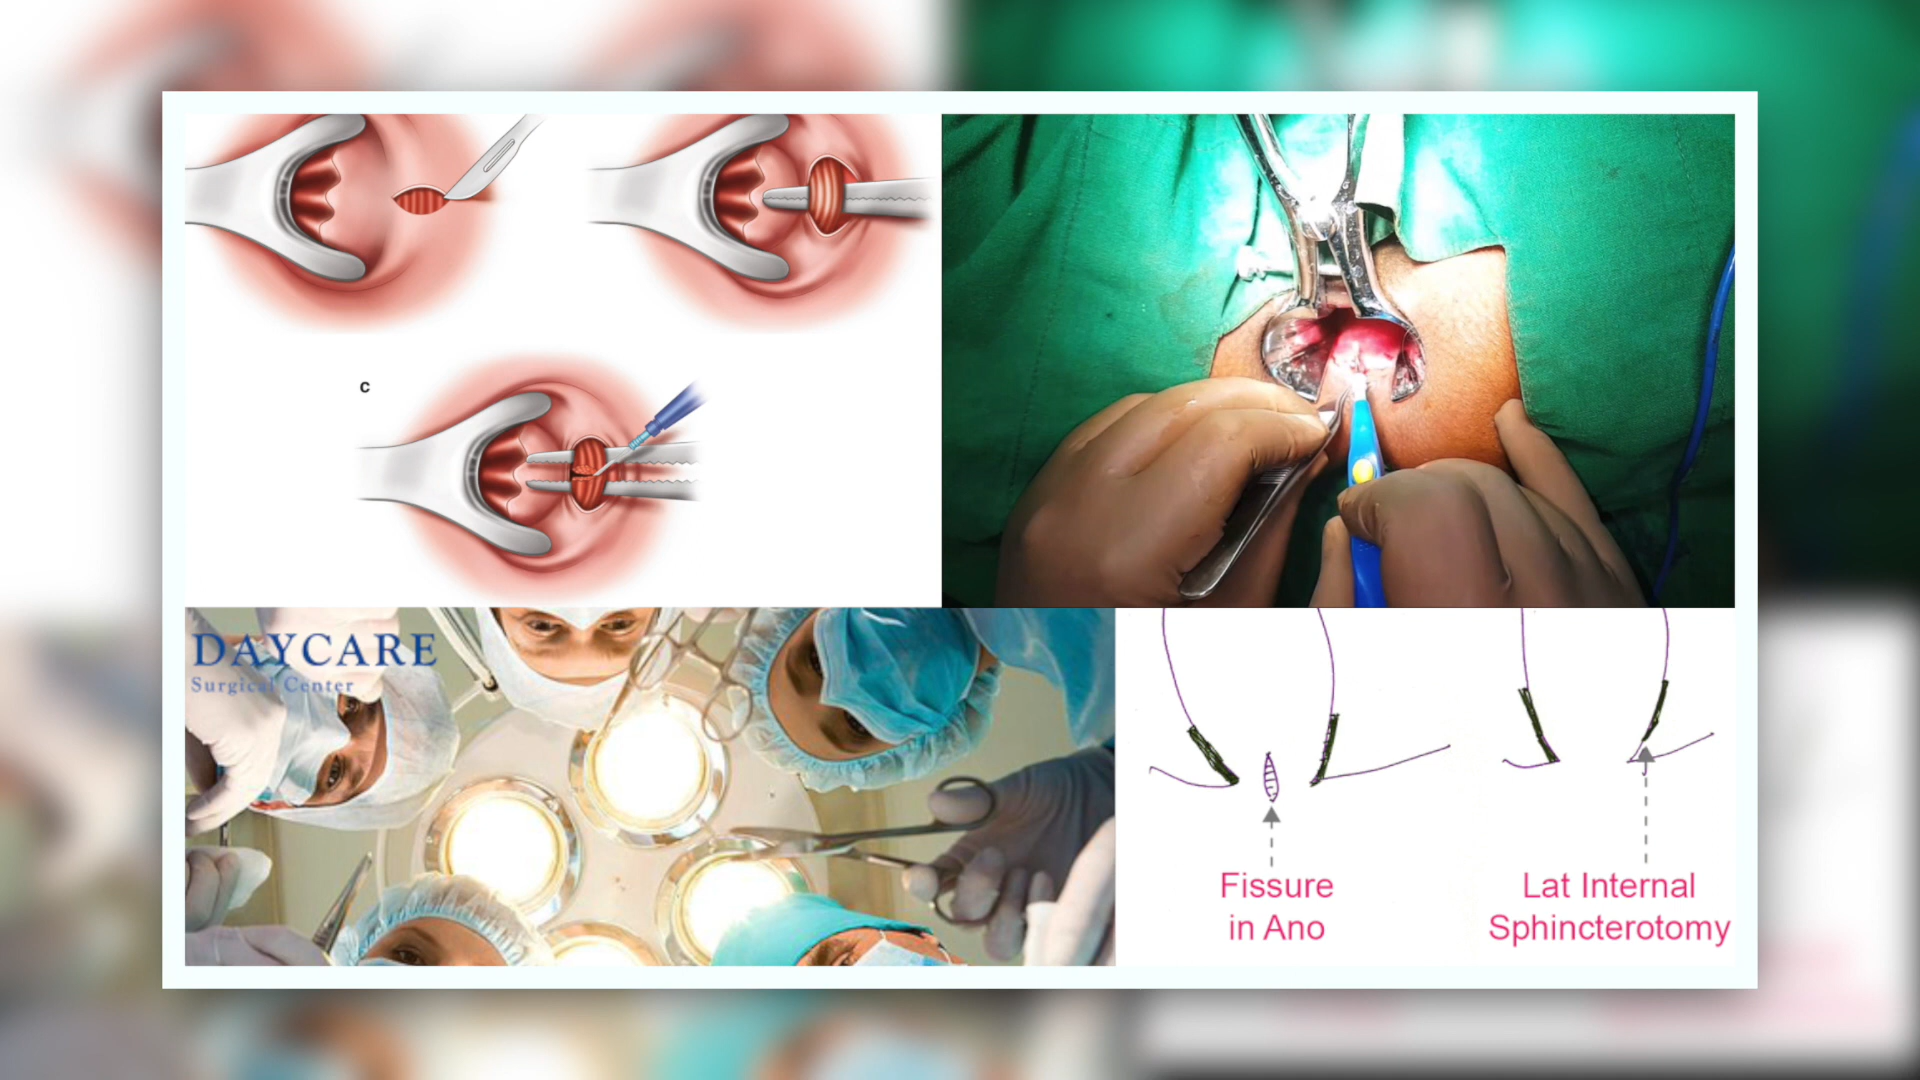 c
DAYCARE
Surgical Center
Fissure
in Ano
Lat Internal
Sphincterotomy